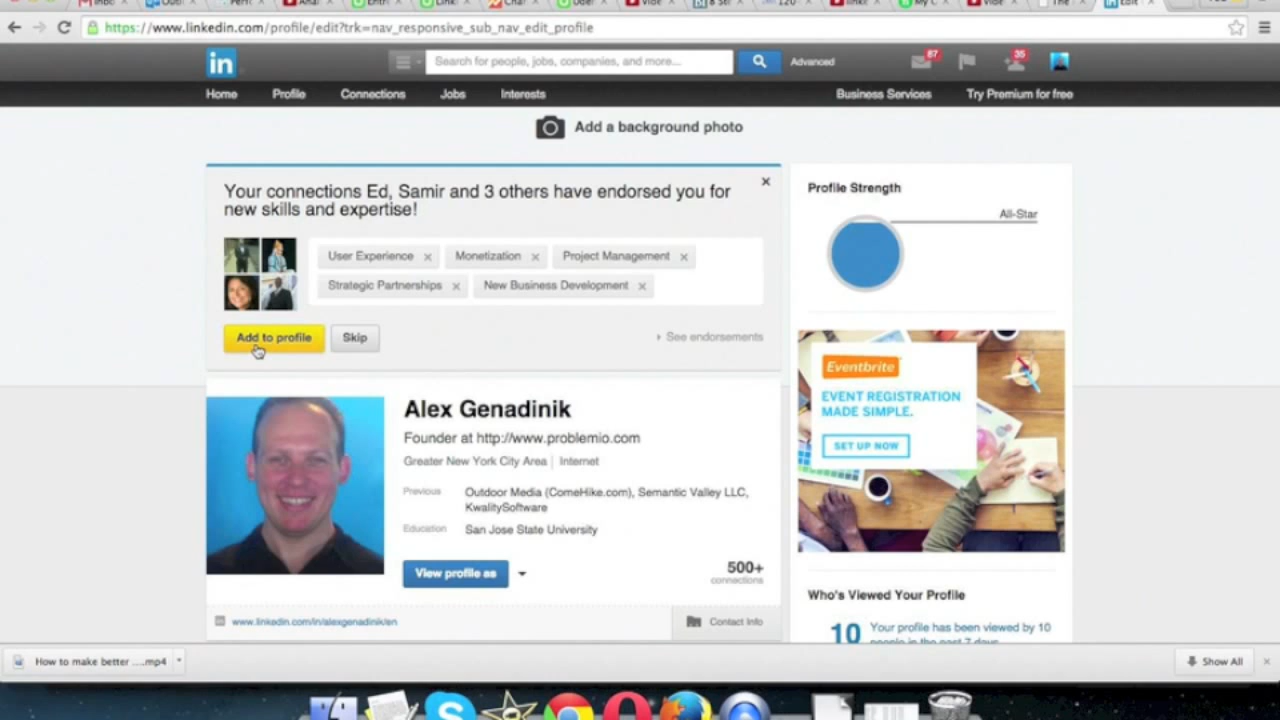 https://www.linkedin.com/profile/edit?trk=nav_responsive_sub_nav_edit_profile
in
Search for people, jobs, companies, and more...
Advanced
67
35
Home
Profile
Connections
Jobs
Interests
Business Services
Try Premium for free
Add a background photo
Your connections Ed, Samir and 3 others have endorsed you for
new skills and expertise!
User Experience ×
Monetization ×
Project Management ×
Strategic Partnerships ×
New Business Development ×
Add to profile
Skip
See endorsements
Profile Strength
All-Star
Eventbrite
EVENT REGISTRATION
MADE SIMPLE.
SET UP NOW
Alex Genadinik
Founder at http://www.problemio.com
Greater New York City Area | Internet
Previous
Outdoor Media (ComeHike.com), Semantic Valley LLC,
KwalitySoftware
Education
San Jose State University
View profile as
500+
connections
www.linkedin.com/in/alexgenadinik/en
Contact Info
Who's Viewed Your Profile
10
Your profile has been viewed by 10
people in the past 7 days
How to make better ....mp4
Show All